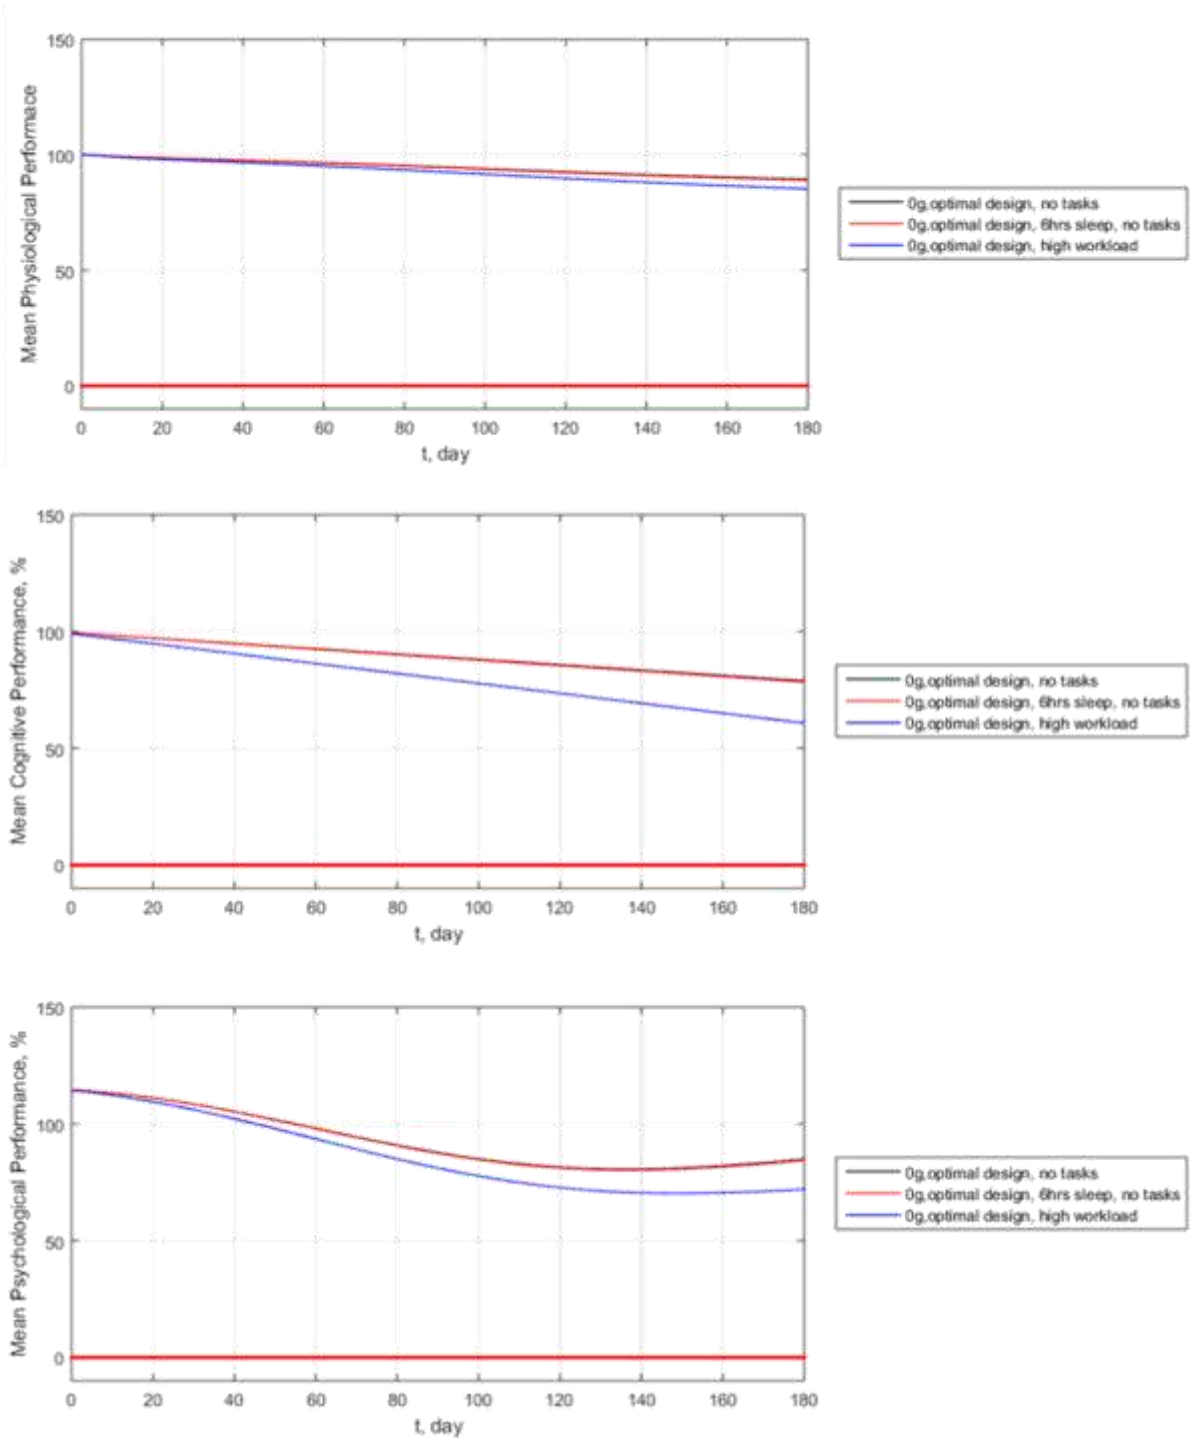 150
100
50
0
Mean Physiological Performace
0 20 40 60 80 100 120 140 160 180
t, day
0g,optimal design, no tasks
0g,optimal design, 6hrs sleep, no tasks
0g,optimal design, high workload
150
100
50
0
Mean Cognitive Performance, %
0 20 40 60 80 100 120 140 160 180
t, day
0g,optimal design, no tasks
0g,optimal design, 6hrs sleep, no tasks
0g,optimal design, high workload
150
100
50
0
Mean Psychological Performance, %
0 20 40 60 80 100 120 140 160 180
t, day
0g,optimal design, no tasks
0g,optimal design, 6hrs sleep, no tasks
0g,optimal design, high workload